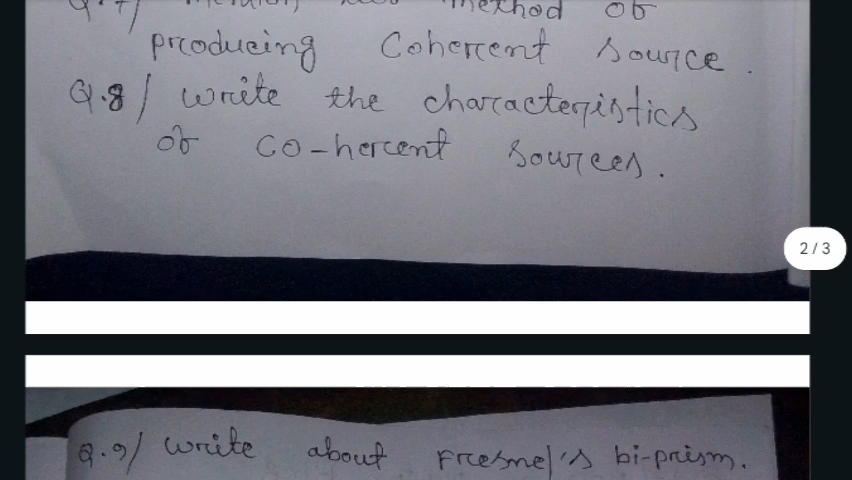 method of
producing Coherent source.
Q.8/ write the characteristics
of co-herent sources.
2/3
Q.9/ write about Fresnel's bi-prism.